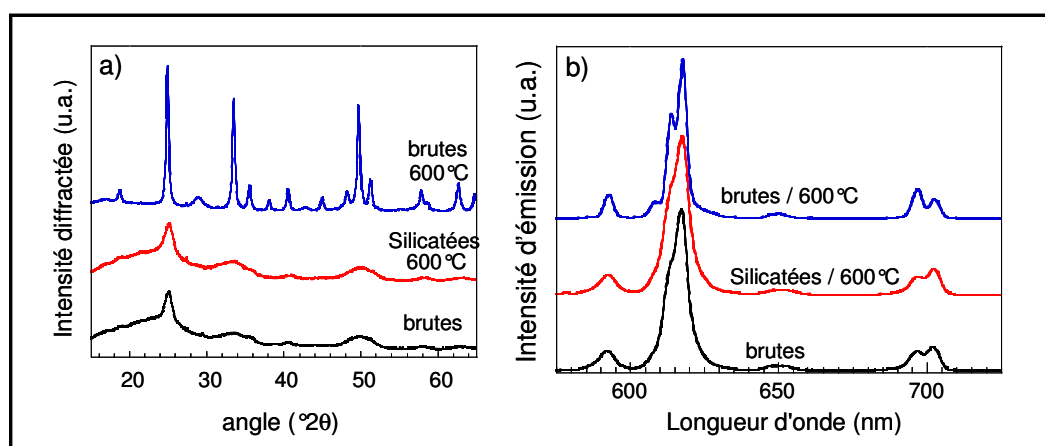 a)
Intensité diffractée (u.a.)
brutes
600°C
Silicatées
600°C
brutes
20 30 40 50 60
angle (°2θ)
b)
Intensité d'émission (u.a.)
brutes / 600°C
Silicatées / 600°C
brutes
600 650 700
Longueur d'onde (nm)